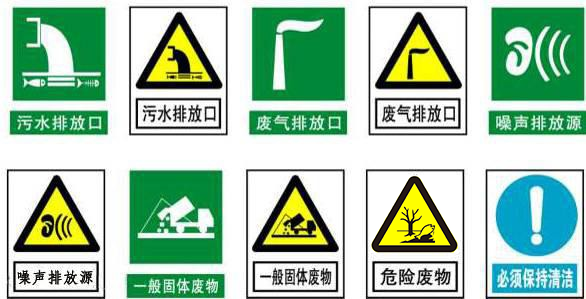 污水排放口
污水排放口
废气排放口
废气排放口
噪声排放源
噪声排放源
一般固体废物
一般固体废物
危险废物
必须保持清洁